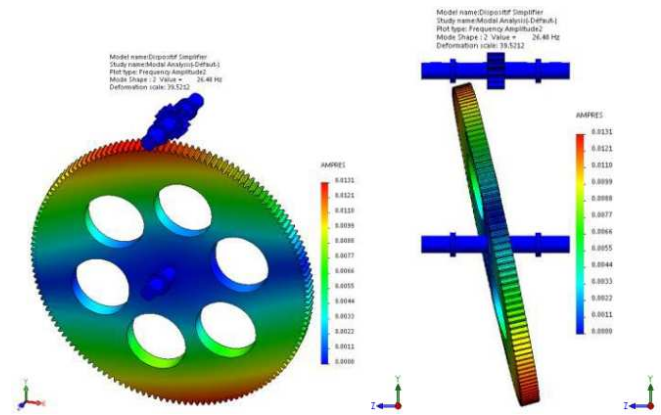 Model name:Dispositif Simplifier
Study name:Modal Analysis(-Défaut-)
Plot type: Frequency Amplitude2
Mode Shape : 2 Value = 26.48 Hz
Deformation scale: 39.5212
AMPRES
0.0131
0.0121
0.0110
0.0099
0.0088
0.0077
0.0066
0.0055
0.0044
0.0033
0.0022
0.0011
0.0000
Y
X
Z
Model name:Dispositif Simplifier
Study name:Modal Analysis(-Défaut-)
Plot type: Frequency Amplitude2
Mode Shape : 2 Value = 26.48 Hz
Deformation scale: 39.5212
AMPRES
0.0131
0.0121
0.0110
0.0099
0.0088
0.0077
0.0066
0.0055
0.0044
0.0033
0.0022
0.0011
0.0000
Y
Z
Y
Z